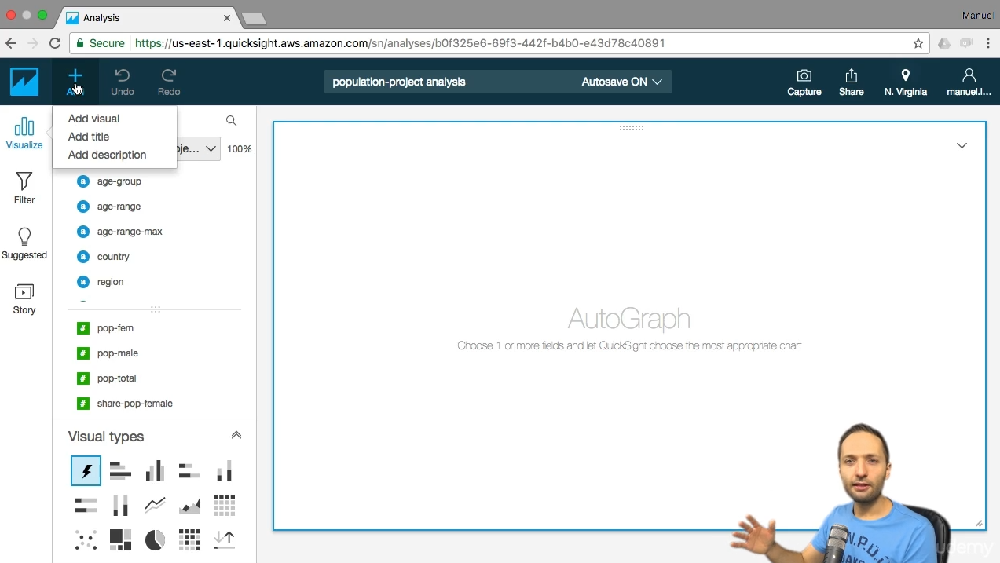 Analysis
Manuel
Secure
https://us-east-1.quicksight.aws.amazon.com/sn/analyses/b0f325e6-69f3-442f-b4b0-e43d78c40891
Undo
Redo
population-project analysis
Autosave ON
Capture
Share
N. Virginia
manuel.l...
Visualize
Filter
Suggested
Story
Add visual
Add title
Add description
oje...
100%
age-group
age-range
age-range-max
country
region
pop-fem
pop-male
pop-total
share-pop-female
Visual types
AutoGraph
Choose 1 or more fields and let QuickSight choose the most appropriate chart
N.P.U.
DAYS
udemy